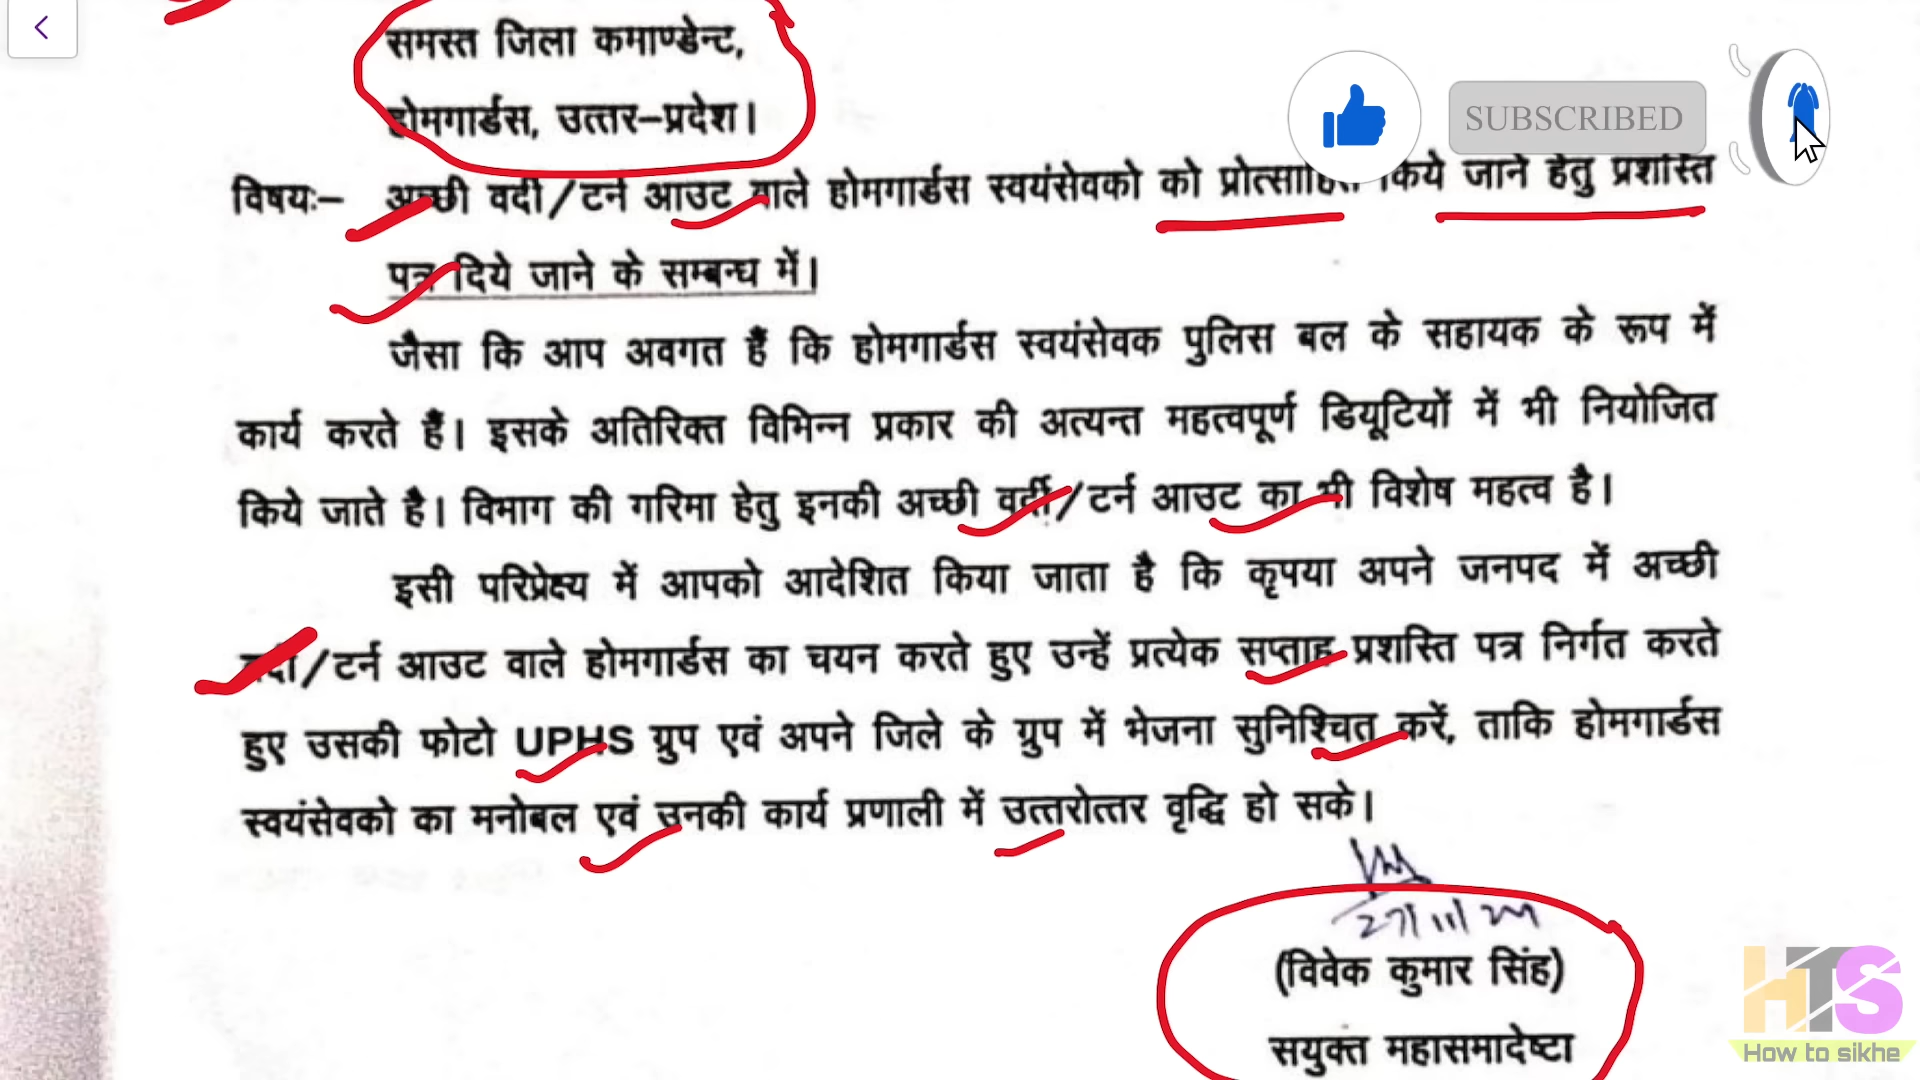 समस्त जिला कमाण्डेन्ट,
होमगार्डस, उत्तर–प्रदेश।
SUBSCRIBED
विषयः– अच्छी वर्दी/टर्न आउट वाले होमगार्डस स्वयंसेवको को प्रोत्साहित किये जाने हेतु प्रशस्ति
पत्र दिये जाने के सम्बन्ध में।
जैसा कि आप अवगत हैं कि होमगार्डस स्वयंसेवक पुलिस बल के सहायक के रूप में
कार्य करते हैं। इसके अतिरिक्त विभिन्न प्रकार की अत्यन्त महत्वपूर्ण डियूटियों में भी नियोजित
किये जाते है। विभाग की गरिमा हेतु इनकी अच्छी वर्दी/टर्न आउट का भी विशेष महत्व है।
इसी परिप्रेक्ष्य में आपको आदेशित किया जाता है कि कृपया अपने जनपद में अच्छी
वर्दी/टर्न आउट वाले होमगार्डस का चयन करते हुए उन्हें प्रत्येक सप्ताह प्रशस्ति पत्र निर्गत करते
हुए उसकी फोटो UPHS ग्रुप एवं अपने जिले के ग्रुप में भेजना सुनिश्चित करें, ताकि होमगार्डस
स्वयंसेवको का मनोबल एवं उनकी कार्य प्रणाली में उत्तरोत्तर वृद्धि हो सके।
27/11/24
(विवेक कुमार सिंह)
सयुक्त महासमादेष्टा
HTS
How to sikhe